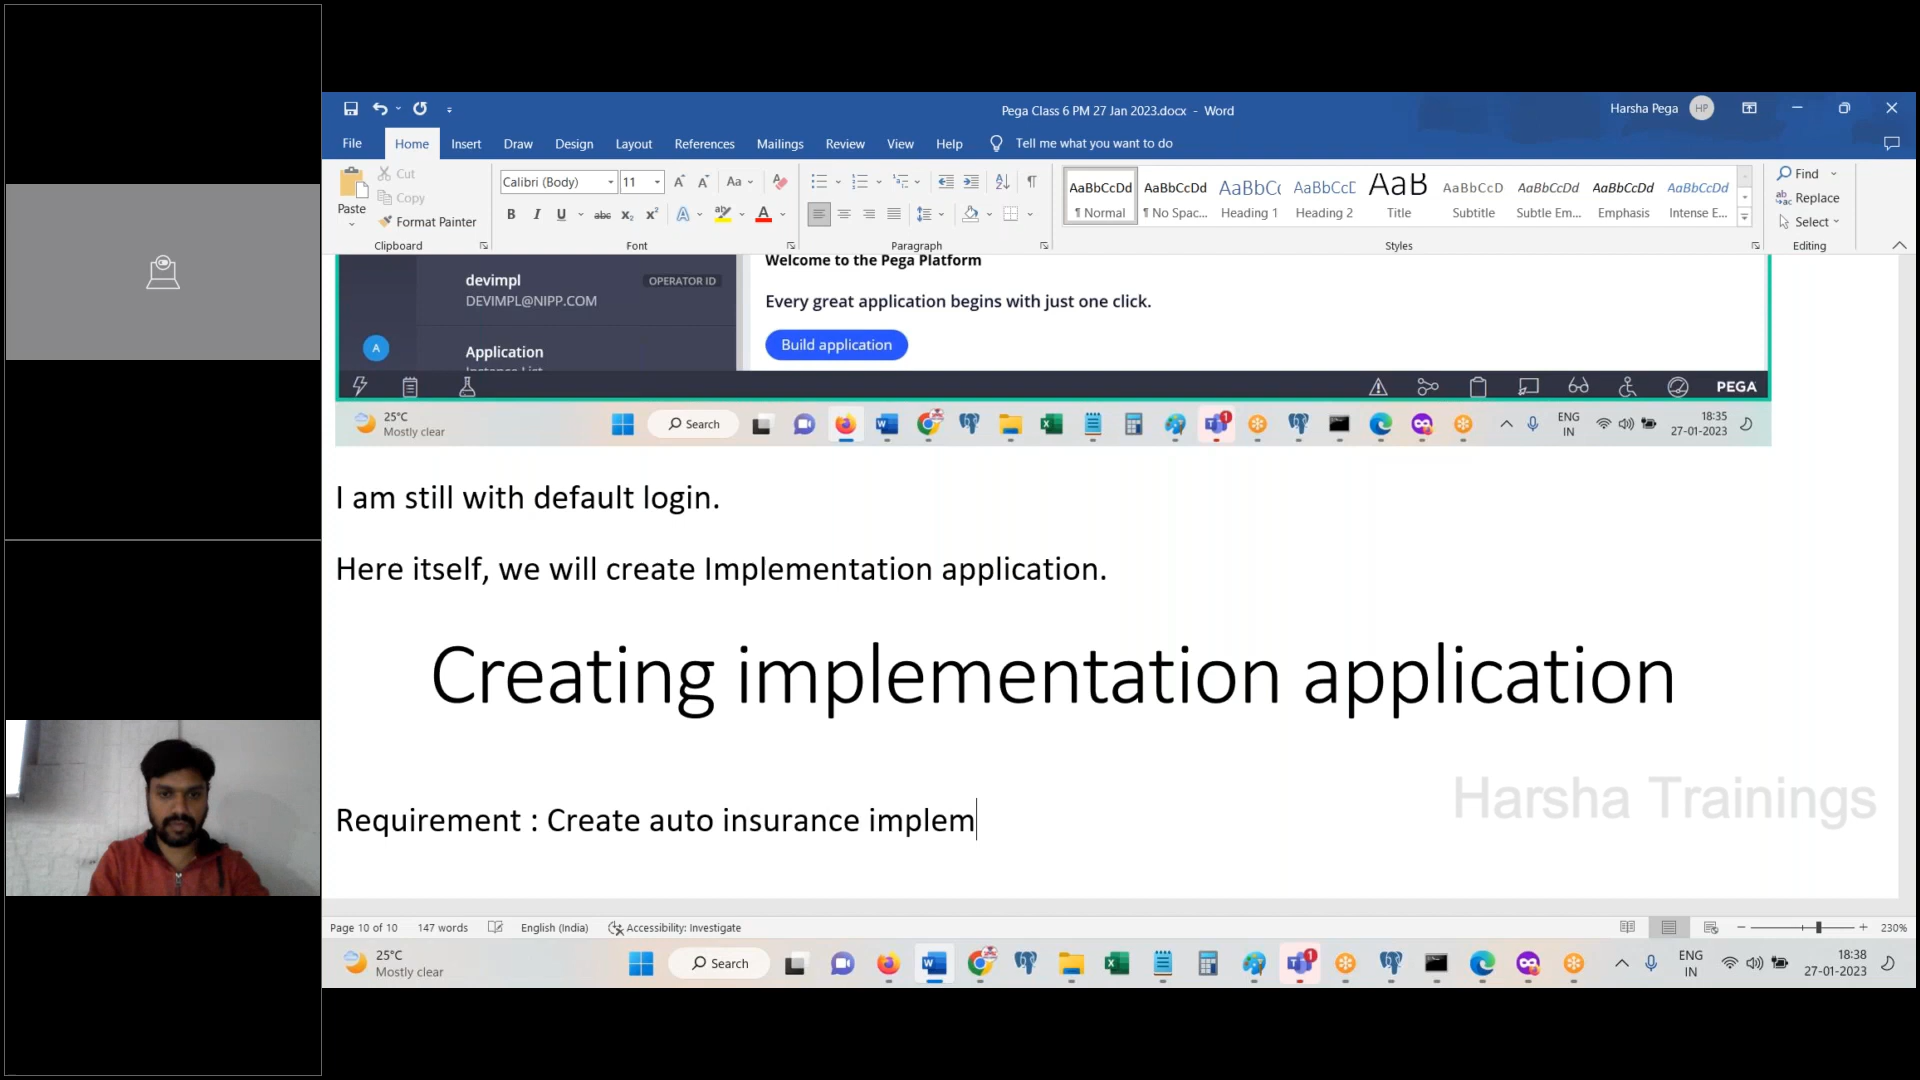 Pega Class 6 PM 27 Jan 2023.docx - Word
Harsha Pega HP
File Home Insert Draw Design Layout References Mailings Review View Help Tell me what you want to do
Paste
Cut
Copy
Format Painter
Clipboard
Calibri (Body) 11
Font
Paragraph
AaBbCcDd AaBbCcDd AaBbCc AaBbCcD AaB AaBbCcD AaBbCcDd AaBbCcDd AaBbCcDd
¶ Normal ¶ No Spac... Heading 1 Heading 2 Title Subtitle Subtle Em... Emphasis Intense E...
Styles
Find
Replace
Select
Editing
devimpl OPERATOR ID
DEVIMPL@NIPP.COM
A Application
Welcome to the Pega Platform
Every great application begins with just one click.
Build application
PEGA
25°C
Mostly clear
Search
ENG
IN
18:35
27-01-2023
I am still with default login.
Here itself, we will create Implementation application.
Creating implementation application
Requirement : Create auto insurance implem
Harsha Trainings
Page 10 of 10 147 words English (India) Accessibility: Investigate 230%
25°C
Mostly clear
Search
ENG
IN
18:38
27-01-2023